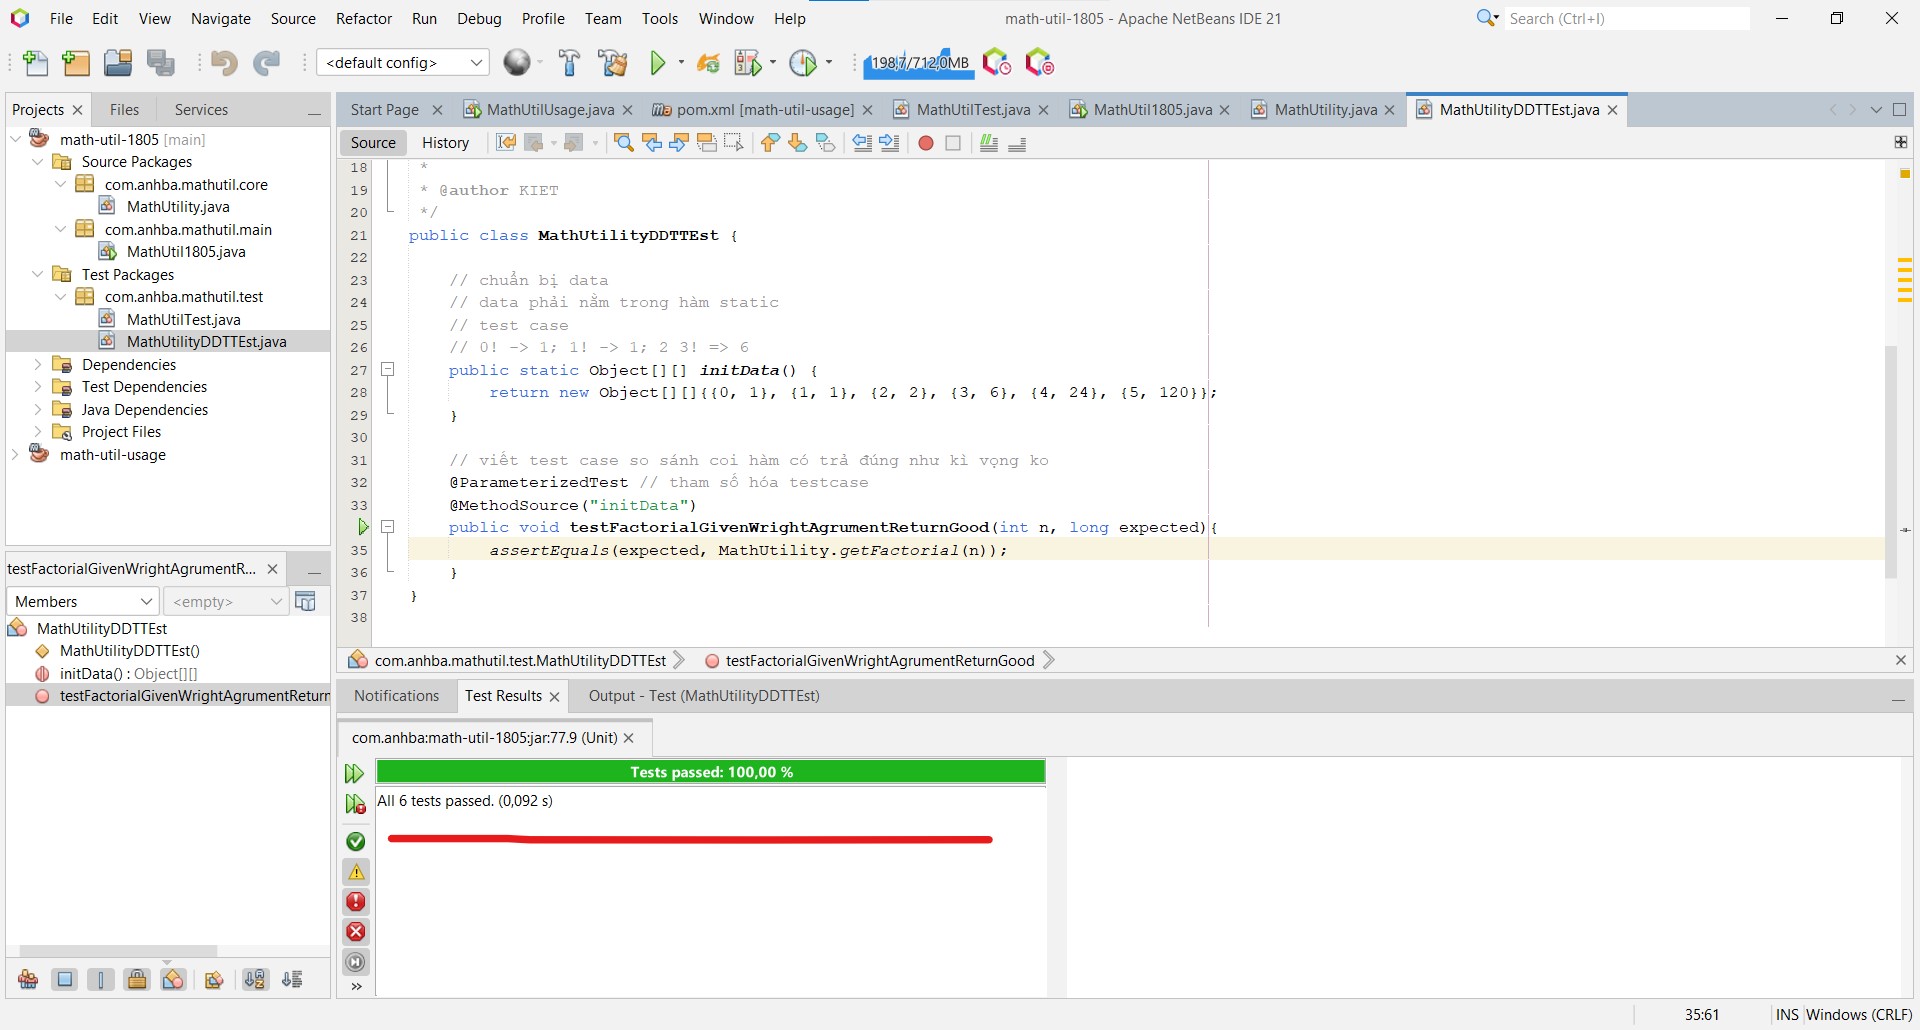 File Edit View Navigate Source Refactor Run Debug Profile Team Tools Window Help
math-util-1805 - Apache NetBeans IDE 21
Search (Ctrl+I)
<default config>
198,7/712,0MB
Projects
Files
Services
math-util-1805 [main]
Source Packages
com.anhba.mathutil.core
MathUtility.java
com.anhba.mathutil.main
MathUtil1805.java
Test Packages
com.anhba.mathutil.test
MathUtilTest.java
MathUtilityDDTTEst.java
Dependencies
Test Dependencies
Java Dependencies
Project Files
math-util-usage
testFactorialGivenWrightAgrumentR...
Members
<empty>
MathUtilityDDTTEst
MathUtilityDDTTEst()
initData() : Object[][]
testFactorialGivenWrightAgrumentReturn
Start Page
MathUtilUsage.java
pom.xml [math-util-usage]
MathUtilTest.java
MathUtil1805.java
MathUtility.java
MathUtilityDDTTEst.java
Source
History
18 *
19 * @author KIET
20 */
21 public class MathUtilityDDTTEst {
22
23 // chuẩn bị data
24 // data phải nằm trong hàm static
25 // test case
26 // 0! -> 1; 1! -> 1; 2 3! => 6
27 public static Object[][] initData() {
28 return new Object[][]{{0, 1}, {1, 1}, {2, 2}, {3, 6}, {4, 24}, {5, 120}};
29 }
30
31 // viết test case so sánh coi hàm có trả đúng như kì vọng ko
32 @ParameterizedTest // tham số hóa testcase
33 @MethodSource("initData")
public void testFactorialGivenWrightAgrumentReturnGood(int n, long expected){
35 assertEquals(expected, MathUtility.getFactorial(n));
36 }
37 }
38
com.anhba.mathutil.test.MathUtilityDDTTEst
testFactorialGivenWrightAgrumentReturnGood
Notifications
Test Results
Output - Test (MathUtilityDDTTEst)
com.anhba:math-util-1805:jar:77.9 (Unit)
Tests passed: 100,00 %
All 6 tests passed. (0,092 s)
35:61
INS
Windows (CRLF)